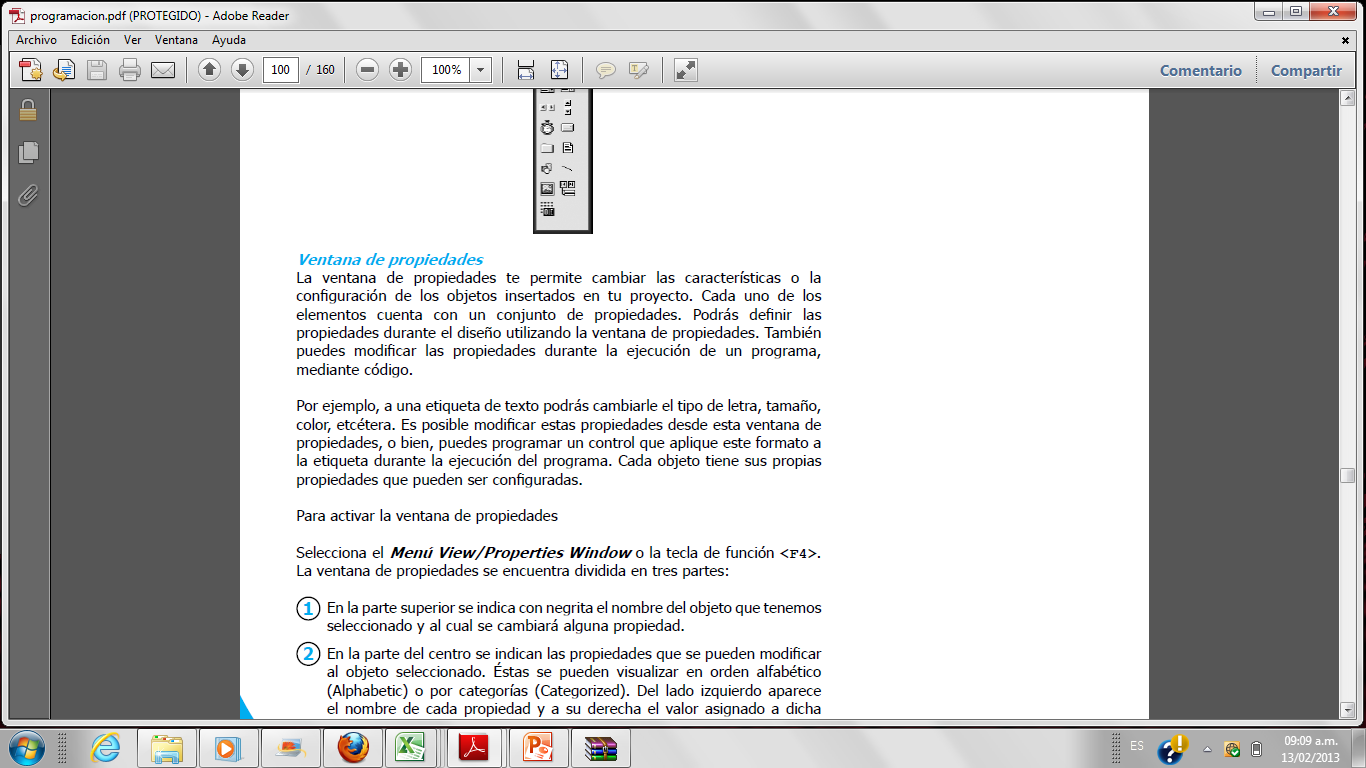 programacion.pdf (PROTEGIDO) - Adobe Reader
Archivo Edición Ver Ventana Ayuda
100 / 160 100% Comentario Compartir
Ventana de propiedades
La ventana de propiedades te permite cambiar las características o la
configuración de los objetos insertados en tu proyecto. Cada uno de los
elementos cuenta con un conjunto de propiedades. Podrás definir las
propiedades durante el diseño utilizando la ventana de propiedades. También
puedes modificar las propiedades durante la ejecución de un programa,
mediante código.
Por ejemplo, a una etiqueta de texto podrás cambiarle el tipo de letra, tamaño,
color, etcétera. Es posible modificar estas propiedades desde esta ventana de
propiedades, o bien, puedes programar un control que aplique este formato a
la etiqueta durante la ejecución del programa. Cada objeto tiene sus propias
propiedades que pueden ser configuradas.
Para activar la ventana de propiedades
Selecciona el Menú View/Properties Window o la tecla de función <F4>.
La ventana de propiedades se encuentra dividida en tres partes:
1 En la parte superior se indica con negrita el nombre del objeto que tenemos
seleccionado y al cual se cambiará alguna propiedad.
2 En la parte del centro se indican las propiedades que se pueden modificar
al objeto seleccionado. Éstas se pueden visualizar en orden alfabético
(Alphabetic) o por categorías (Categorized). Del lado izquierdo aparece
el nombre de cada propiedad y a su derecha el valor asignado a dicha
ES 09:09 a.m.
13/02/2013